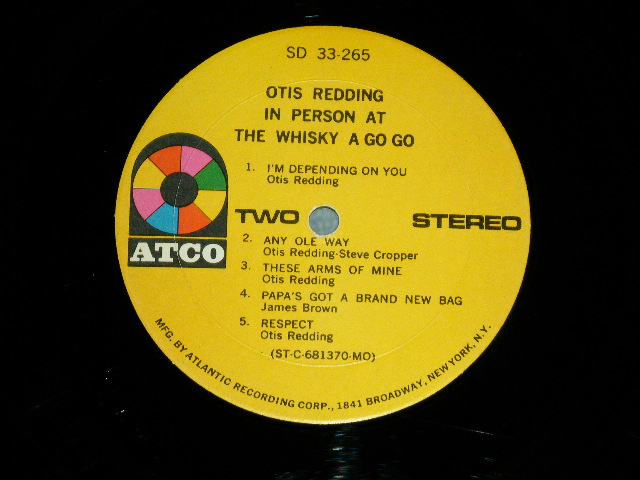 SD 33-265
OTIS REDDING
IN PERSON AT
THE WHISKY A GO GO
1. I'M DEPENDING ON YOU
Otis Redding
TWO STEREO
ATCO
2. ANY OLE WAY
Otis Redding-Steve Cropper
3. THESE ARMS OF MINE
Otis Redding
4. PAPA'S GOT A BRAND NEW BAG
James Brown
5. RESPECT
Otis Redding
(ST-C-681370-MO)
MFG. BY ATLANTIC RECORDING CORP., 1841 BROADWAY, NEW YORK, N.Y.